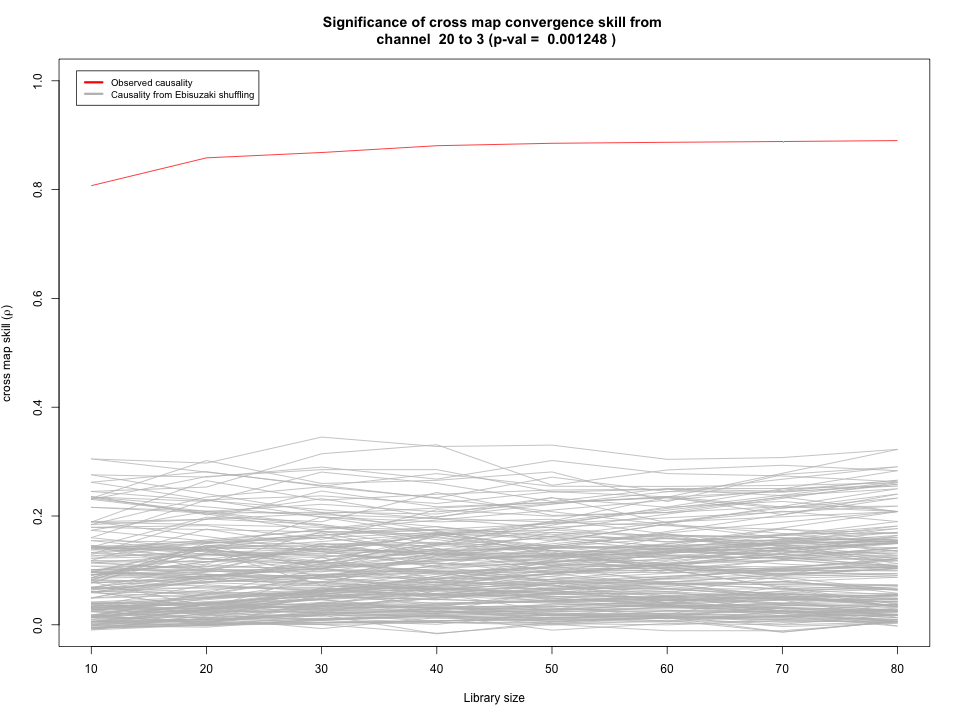 Significance of cross map convergence skill from
channel  20 to 3 (p-val =  0.001248 )
Observed causality
Causality from Ebisuzaki shuffling
cross map skill (ρ)
1.0
0.8
0.6
0.4
0.2
0.0
10 20 30 40 50 60 70 80
Library size